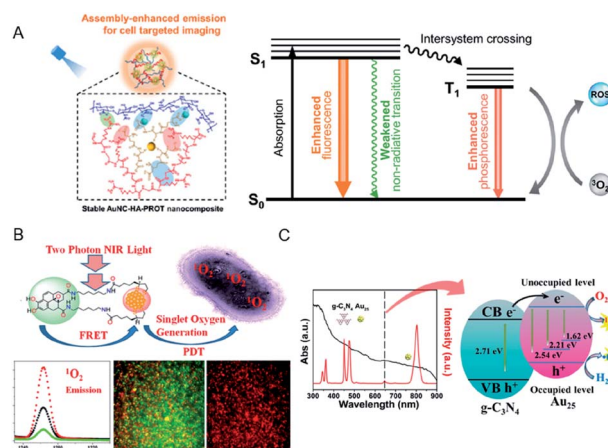 A
Assembly-enhanced emission
for cell targeted imaging
Stable AuNC-HA-PROT nanocomposite
Intersystem crossing
S1
T1
Absorption
Enhanced
fluorescence
Weakened
non-radiative transition
Enhanced
phosphorescence
ROS
³O₂
S0
B
Two Photon NIR Light
FRET
Singlet Oxygen
Generation
PDT
¹O₂
¹O₂
¹O₂
¹O₂
Emission
C
g-C₃N₄ Au₂₅
Abs (a.u.)
Intensity (a.u.)
300 400 500 600 700 800 900
Wavelength (nm)
Unoccupied level
CB e⁻
e⁻
O₂
2.71 eV
1.62 eV
2.21 eV
2.54 eV
VB h⁺
h⁺
H₂
Occupied level
g-C₃N₄
Au₂₅